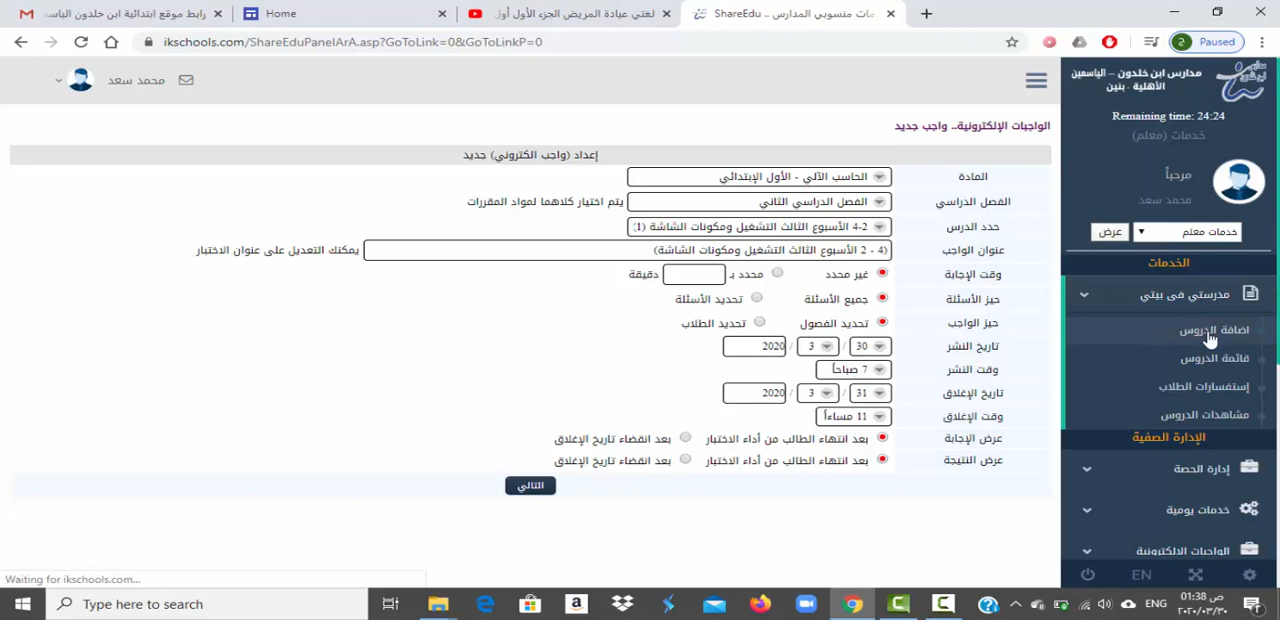 رابط موقع ابتدائية ابن خلدون الياسم
Home
لغتي عيادة المريض الجزء الأول أول
ShareEdu .. مات منسوبي المدارس
ikschools.com/ShareEduPanelArA.asp?GoToLink=0&GoToLinkP=0
2 Paused
محمد سعد
مدارس ابن خلدون – الياسمين
الأهلية - بنين
Remaining time: 24:24
خدمات (معلم)
مرحباً
محمد سعد
خدمات معلم
عرض
الخدمات
مدرستي في بيتي
اضافة الدروس
قائمة الدروس
إستفسارات الطلاب
مشاهدات الدروس
الإدارة الصفية
إدارة الحصة
خدمات يومية
الواجبات الالكترونية
EN
الواجبات الإلكترونية.. واجب جديد
إعداد (واجب الكتروني) جديد
المادة
الحاسب الآلي - الأول الإبتدائي
الفصل الدراسي
الفصل الدراسي الثاني
يتم اختيار كلاهما لمواد المقررات
حدد الدرس
4-2 الأسبوع الثالث التشغيل ومكونات الشاشة (1)
عنوان الواجب
(4 - 2 الأسبوع الثالث التشغيل ومكونات الشاشة)
يمكنك التعديل على عنوان الاختبار
وقت الإجابة
غير محدد
محدد بـ
دقيقة
حيز الأسئلة
جميع الأسئلة
تحديد الأسئلة
حيز الواجب
تحديد الفصول
تحديد الطلاب
تاريخ النشر
30 / 3 / 2020
وقت النشر
7 صباحاً
تاريخ الإغلاق
31 / 3 / 2020
وقت الإغلاق
11 مساءاً
عرض الإجابة
بعد انتهاء الطالب من أداء الاختبار
بعد انقضاء تاريخ الإغلاق
عرض النتيجة
بعد انتهاء الطالب من أداء الاختبار
بعد انقضاء تاريخ الإغلاق
التالي
Waiting for ikschools.com...
Type here to search
ENG
01:38 ص
٢٠٢٠/٠٣/٣٠